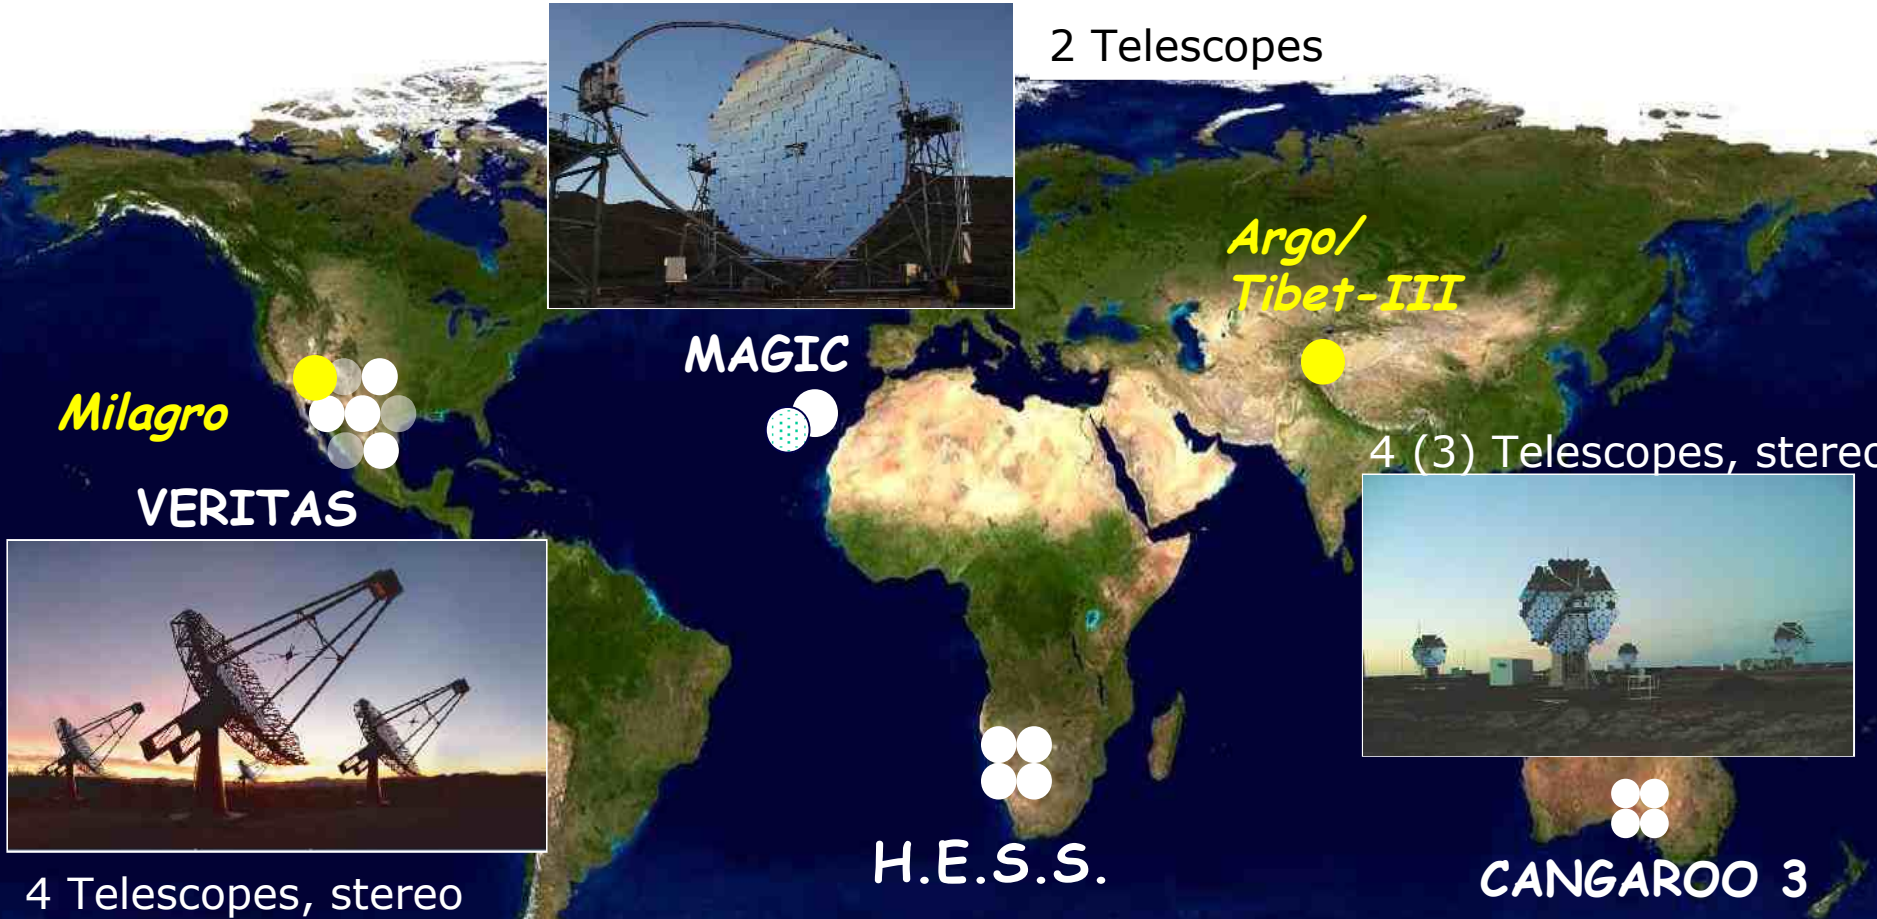 2 Telescopes
Argo/
Tibet-III
MAGIC
Milagro
4 (3) Telescopes, stereo
VERITAS
H.E.S.S.
CANGAROO 3
4 Telescopes, stereo